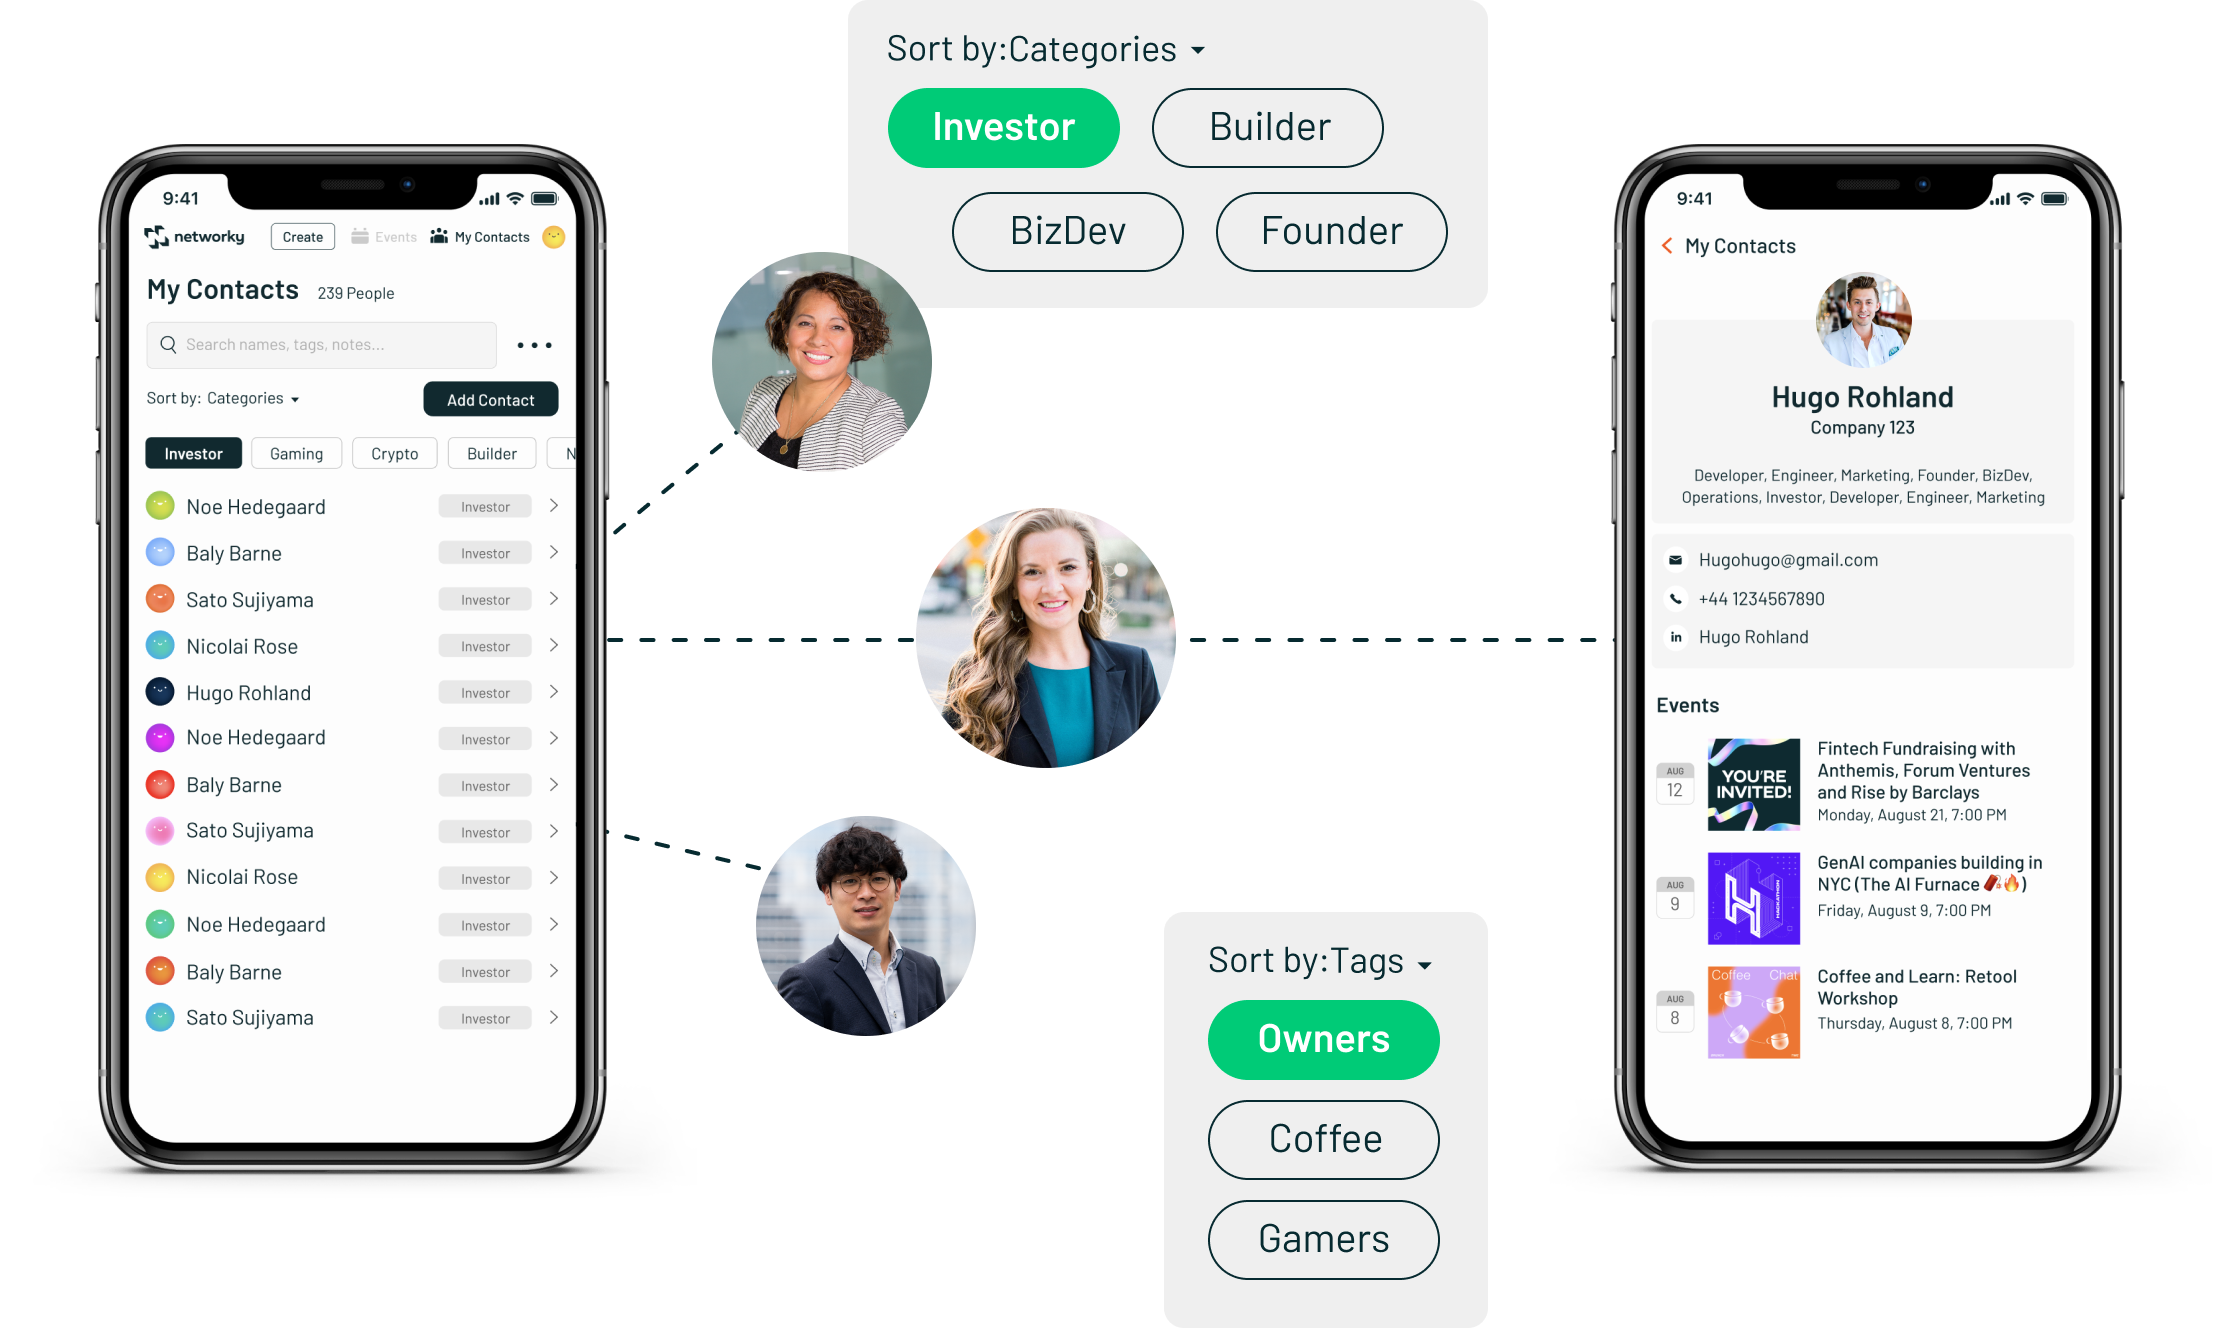 9:41
networky
Create
Events
My Contacts
My Contacts
239 People
Search names, tags, notes...
Sort by: Categories
Add Contact
Investor
Gaming
Crypto
Builder
N
Noe Hedegaard
Investor
Baly Barne
Investor
Sato Sujiyama
Investor
Nicolai Rose
Investor
Hugo Rohland
Investor
Noe Hedegaard
Investor
Baly Barne
Investor
Sato Sujiyama
Investor
Nicolai Rose
Investor
Noe Hedegaard
Investor
Baly Barne
Investor
Sato Sujiyama
Investor
Sort by:Categories
Investor
Builder
BizDev
Founder
Sort by:Tags
Owners
Coffee
Gamers
9:41
My Contacts
Hugo Rohland
Company 123
Developer, Engineer, Marketing, Founder, BizDev,
Operations, Investor, Developer, Engineer, Marketing
Hugohugo@gmail.com
+44 1234567890
in
Hugo Rohland
Events
AUG
12
YOU'RE
INVITED!
Fintech Fundraising with
Anthemis, Forum Ventures
and Rise by Barclays
Monday, August 21, 7:00 PM
AUG
9
HACKATHON
GenAI companies building in
NYC (The AI Furnace 🧨🔥)
Friday, August 9, 7:00 PM
AUG
8
Coffee Chat
Coffee and Learn: Retool
Workshop
Thursday, August 8, 7:00 PM